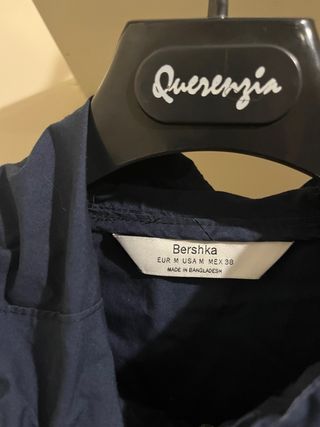 Querenzia
Bershka
EUR M USA M MEX 38
MADE IN BANGLADESH